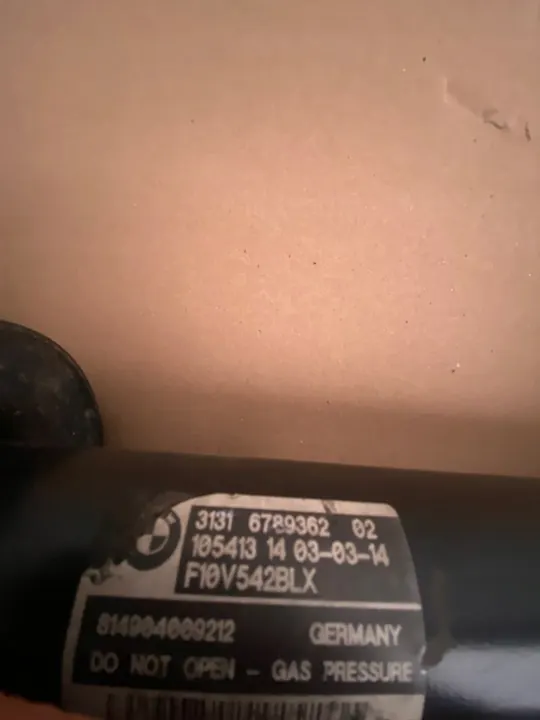 3131 6789362 02
105413 14 03-03-14
F10V542BLX
814904009212 GERMANY
DO NOT OPEN - GAS PRESSURE